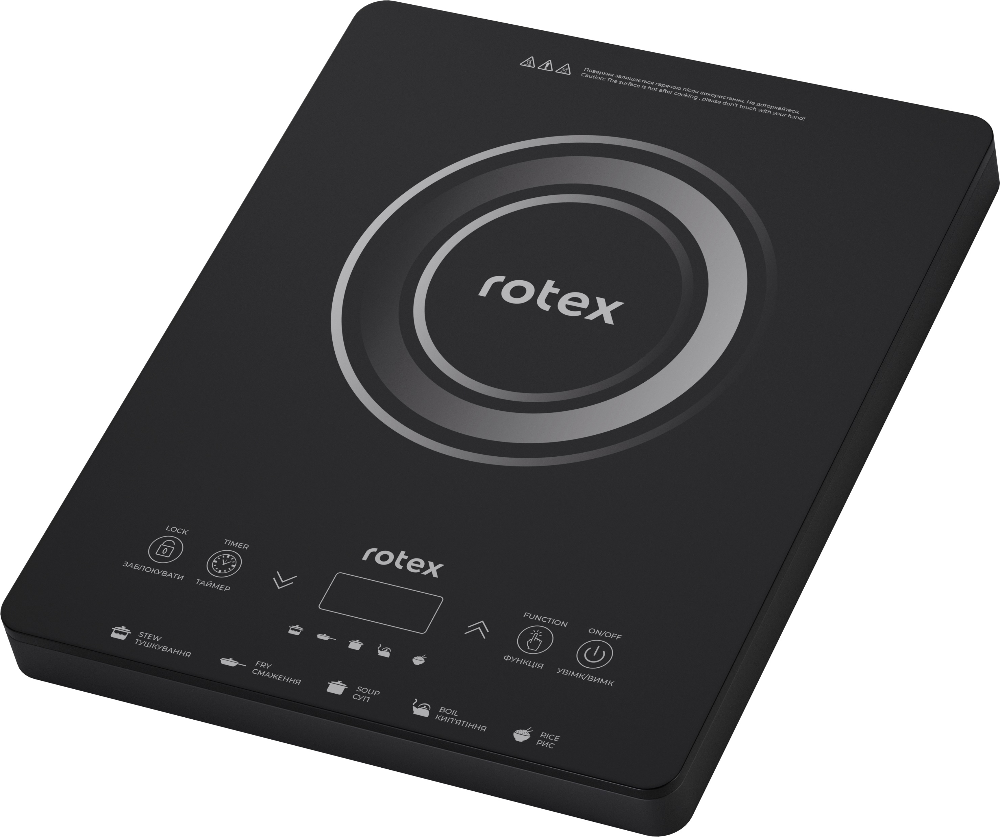 Поверхня залишається гарячою після використання. Не доторкайтеся.
Caution: The surface is hot after cooking , please don't touch with your hand!
rotex
LOCK
ЗАБЛОКУВАТИ
TIMER
ТАЙМЕР
rotex
FUNCTION
ФУНКЦІЯ
ON/OFF
УВІМК/ВИМК
STEW
ТУШКУВАННЯ
FRY
СМАЖЕННЯ
SOUP
СУП
BOIL
КИП'ЯТІННЯ
RICE
РИС